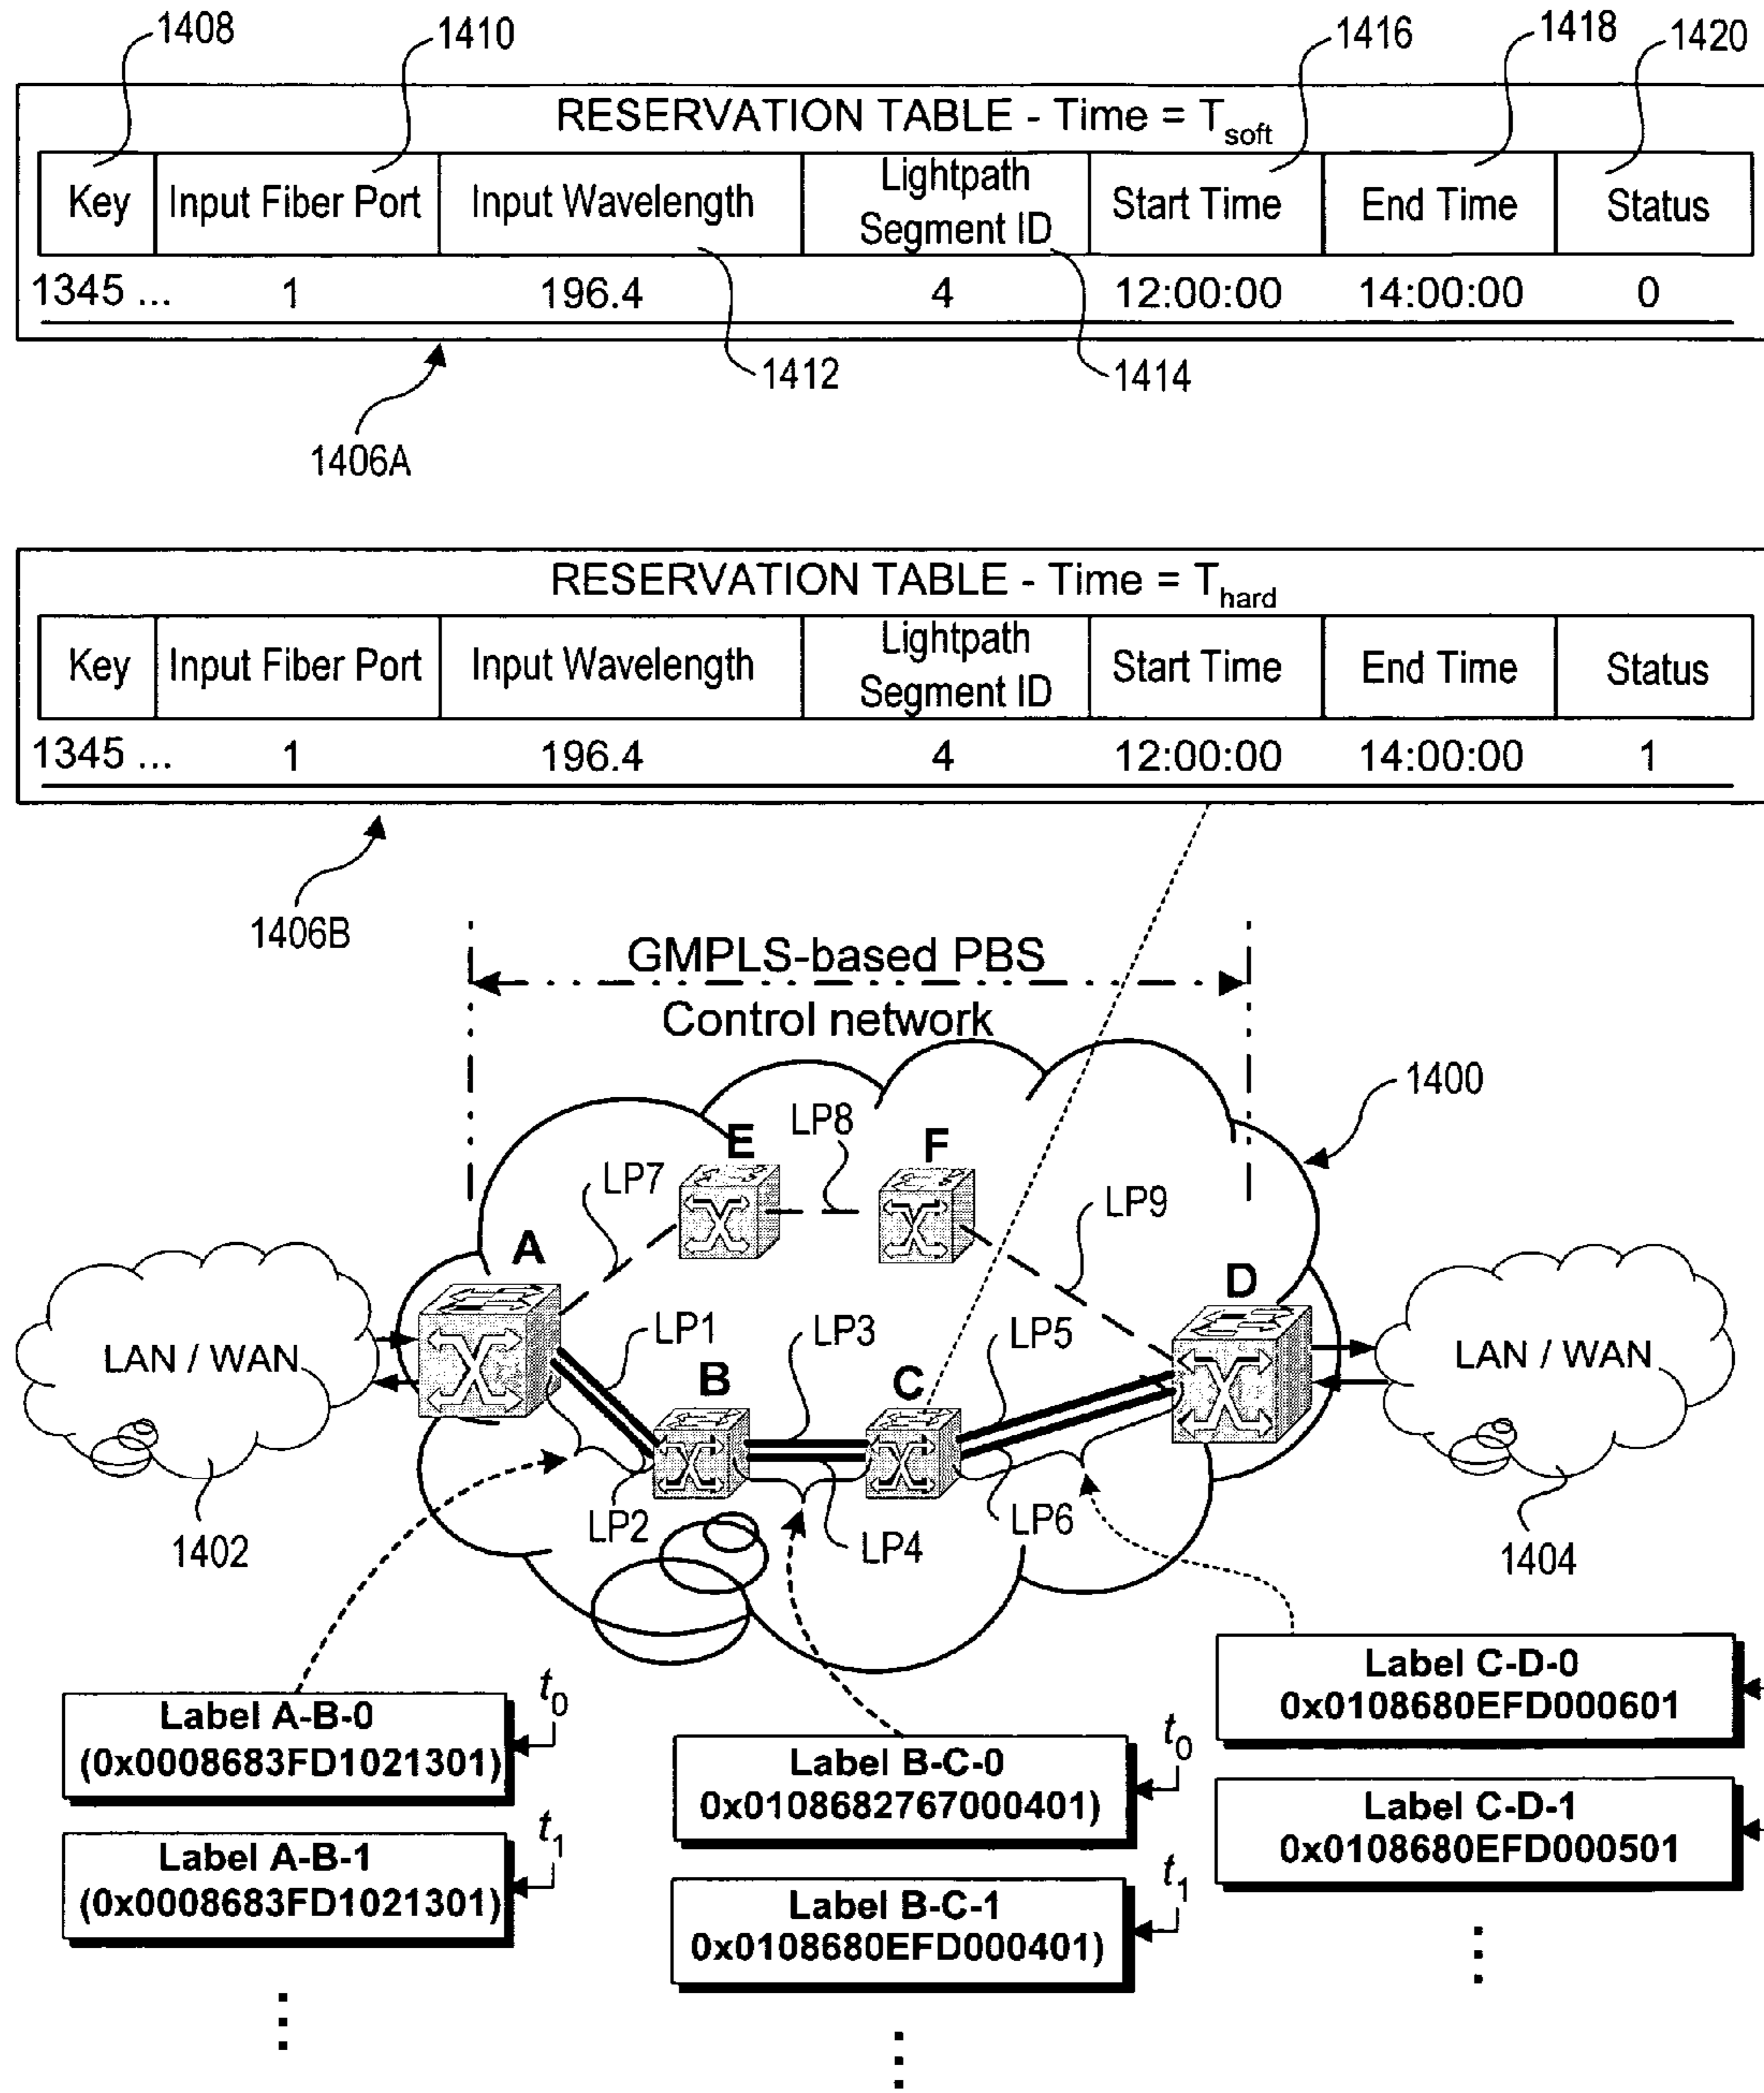 1408
1410
1416
1418
1420
RESERVATION TABLE - Time = Tsoft
Key
Input Fiber Port
Input Wavelength
Lightpath
Segment ID
Start Time
End Time
Status
1345 ...
1
196.4
4
12:00:00
14:00:00
0
1412
1414
1406A
RESERVATION TABLE - Time = Thard
Key
Input Fiber Port
Input Wavelength
Lightpath
Segment ID
Start Time
End Time
Status
1345 ...
1
196.4
4
12:00:00
14:00:00
1
1406B
GMPLS-based PBS
Control network
1400
LP8
E
F
LP7
LP9
A
D
LP1
LP3
LP5
LAN / WAN
LAN / WAN
B
C
LP2
LP4
LP6
1402
1404
Label A-B-0
(0x0008683FD1021301)
t0
Label A-B-1
(0x0008683FD1021301)
t1
Label B-C-0
0x0108682767000401)
t0
Label B-C-1
0x0108680EFD000401)
t1
Label C-D-0
0x0108680EFD000601
Label C-D-1
0x0108680EFD000501